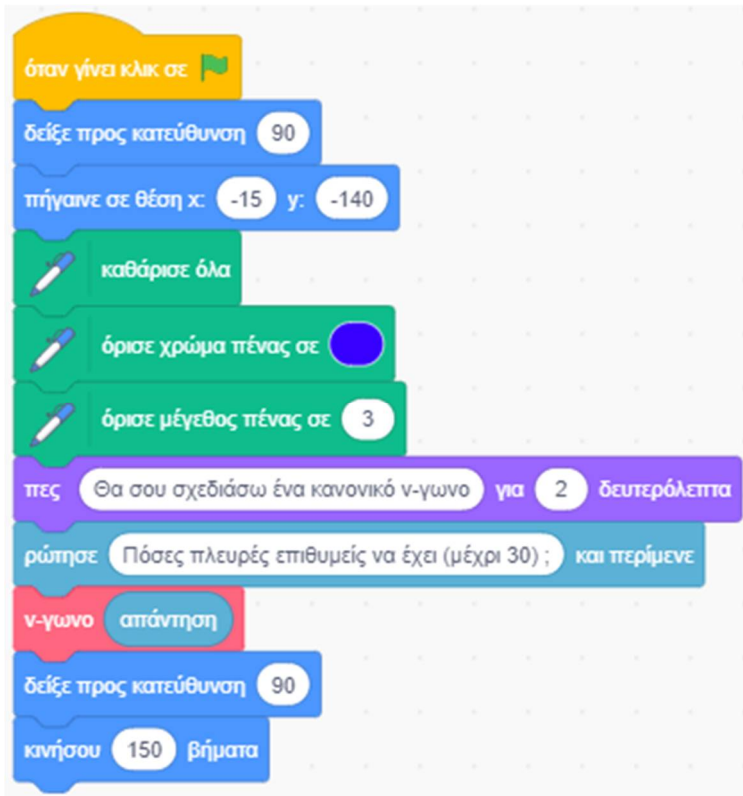 όταν γίνει κλικ σε
δείξε προς κατεύθυνση 90
πήγαινε σε θέση x: -15 y: -140
καθάρισε όλα
όρισε χρώμα πένας σε
όρισε μέγεθος πένας σε 3
πες Θα σου σχεδιάσω ένα κανονικό ν-γωνο για 2 δευτερόλεπτα
ρώτησε Πόσες πλευρές επιθυμείς να έχει (μέχρι 30) ; και περίμενε
ν-γωνο απάντηση
δείξε προς κατεύθυνση 90
κινήσου 150 βήματα